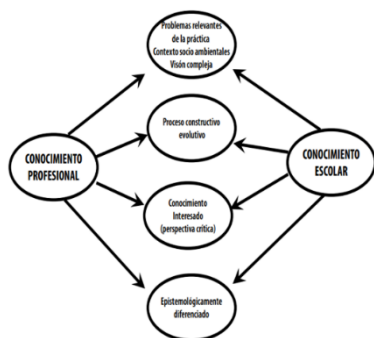 Problemas relevantes
de la práctica
Contexto socio ambientales
Visón compleja
Proceso constructivo
evolutivo
CONOCIMIENTO
PROFESIONAL
CONOCIMIENTO
ESCOLAR
Conocimiento
Interesado
(perspectiva crítica)
Epistemológicamente
diferenciado